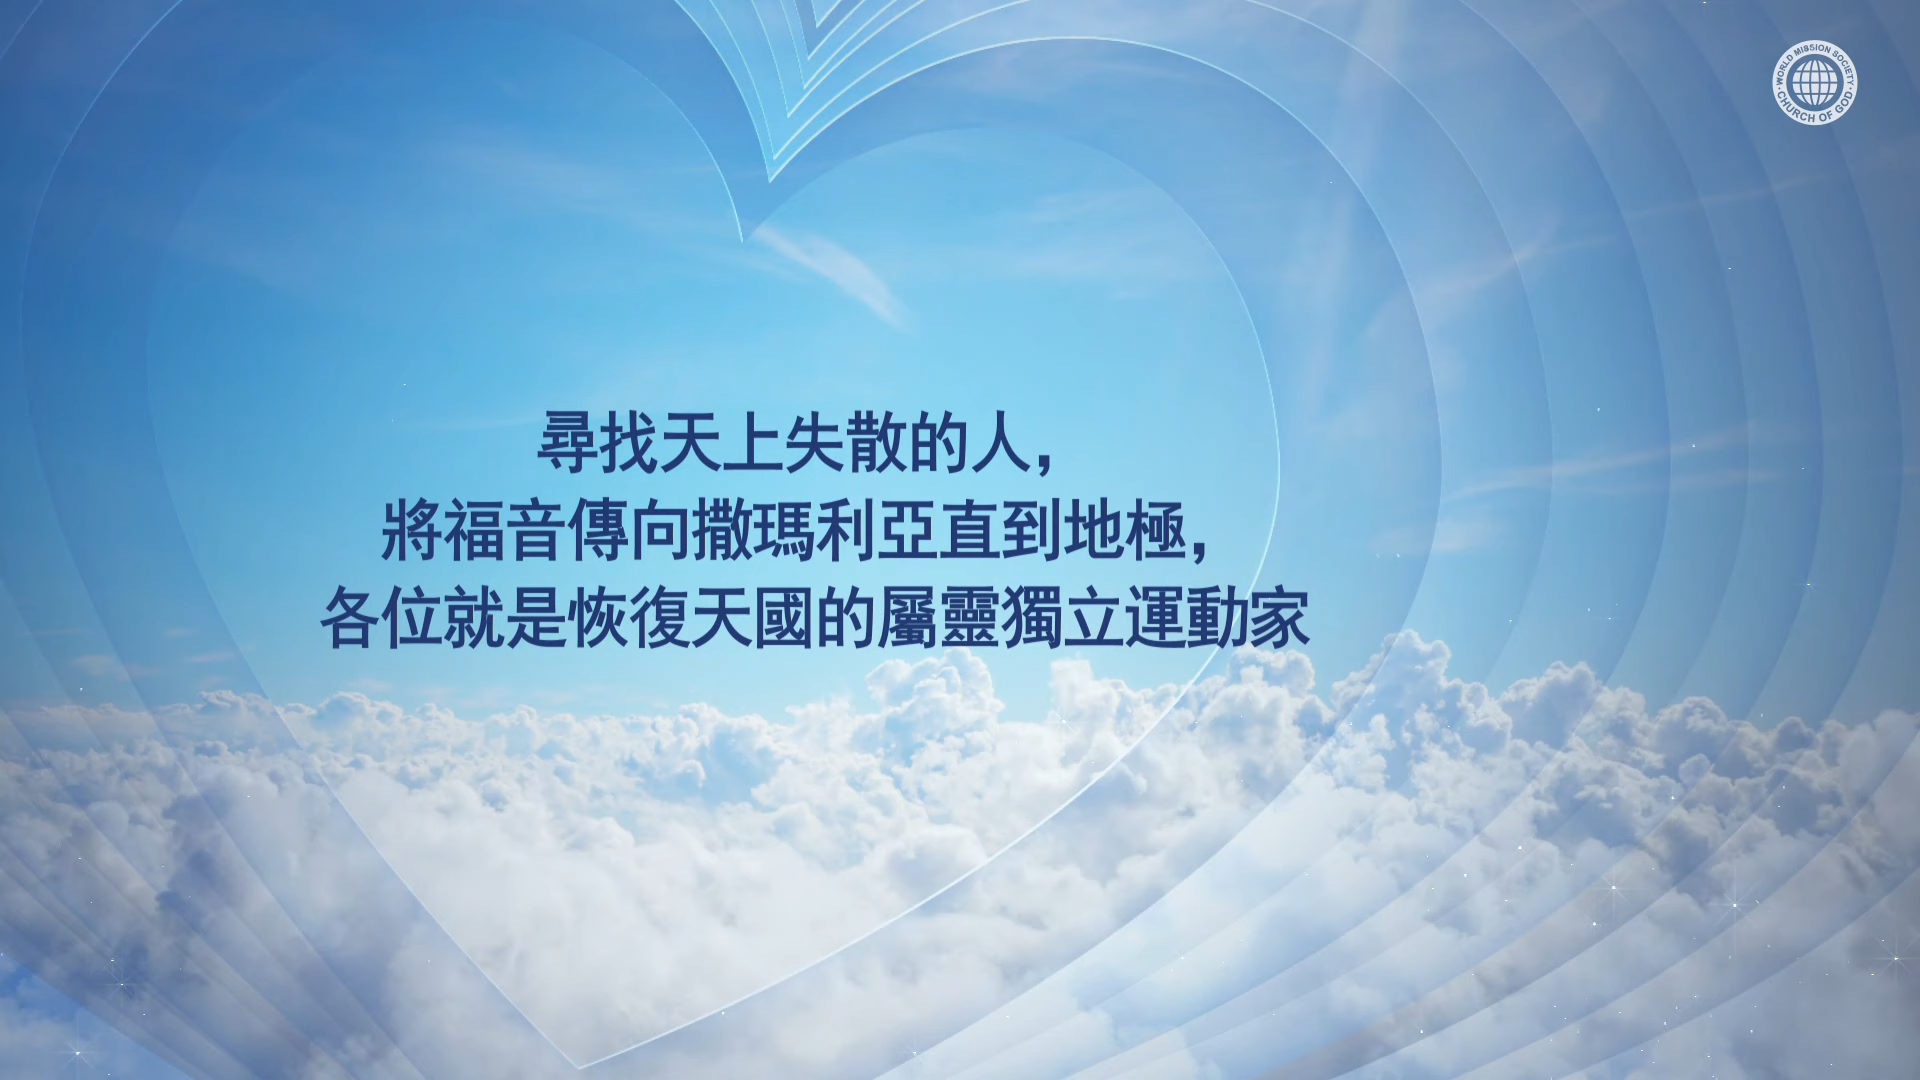 WORLD MISSION SOCIETY
CHURCH OF GOD
尋找天上失散的人，
將福音傳向撒瑪利亞直到地極，
各位就是恢復天國的屬靈獨立運動家